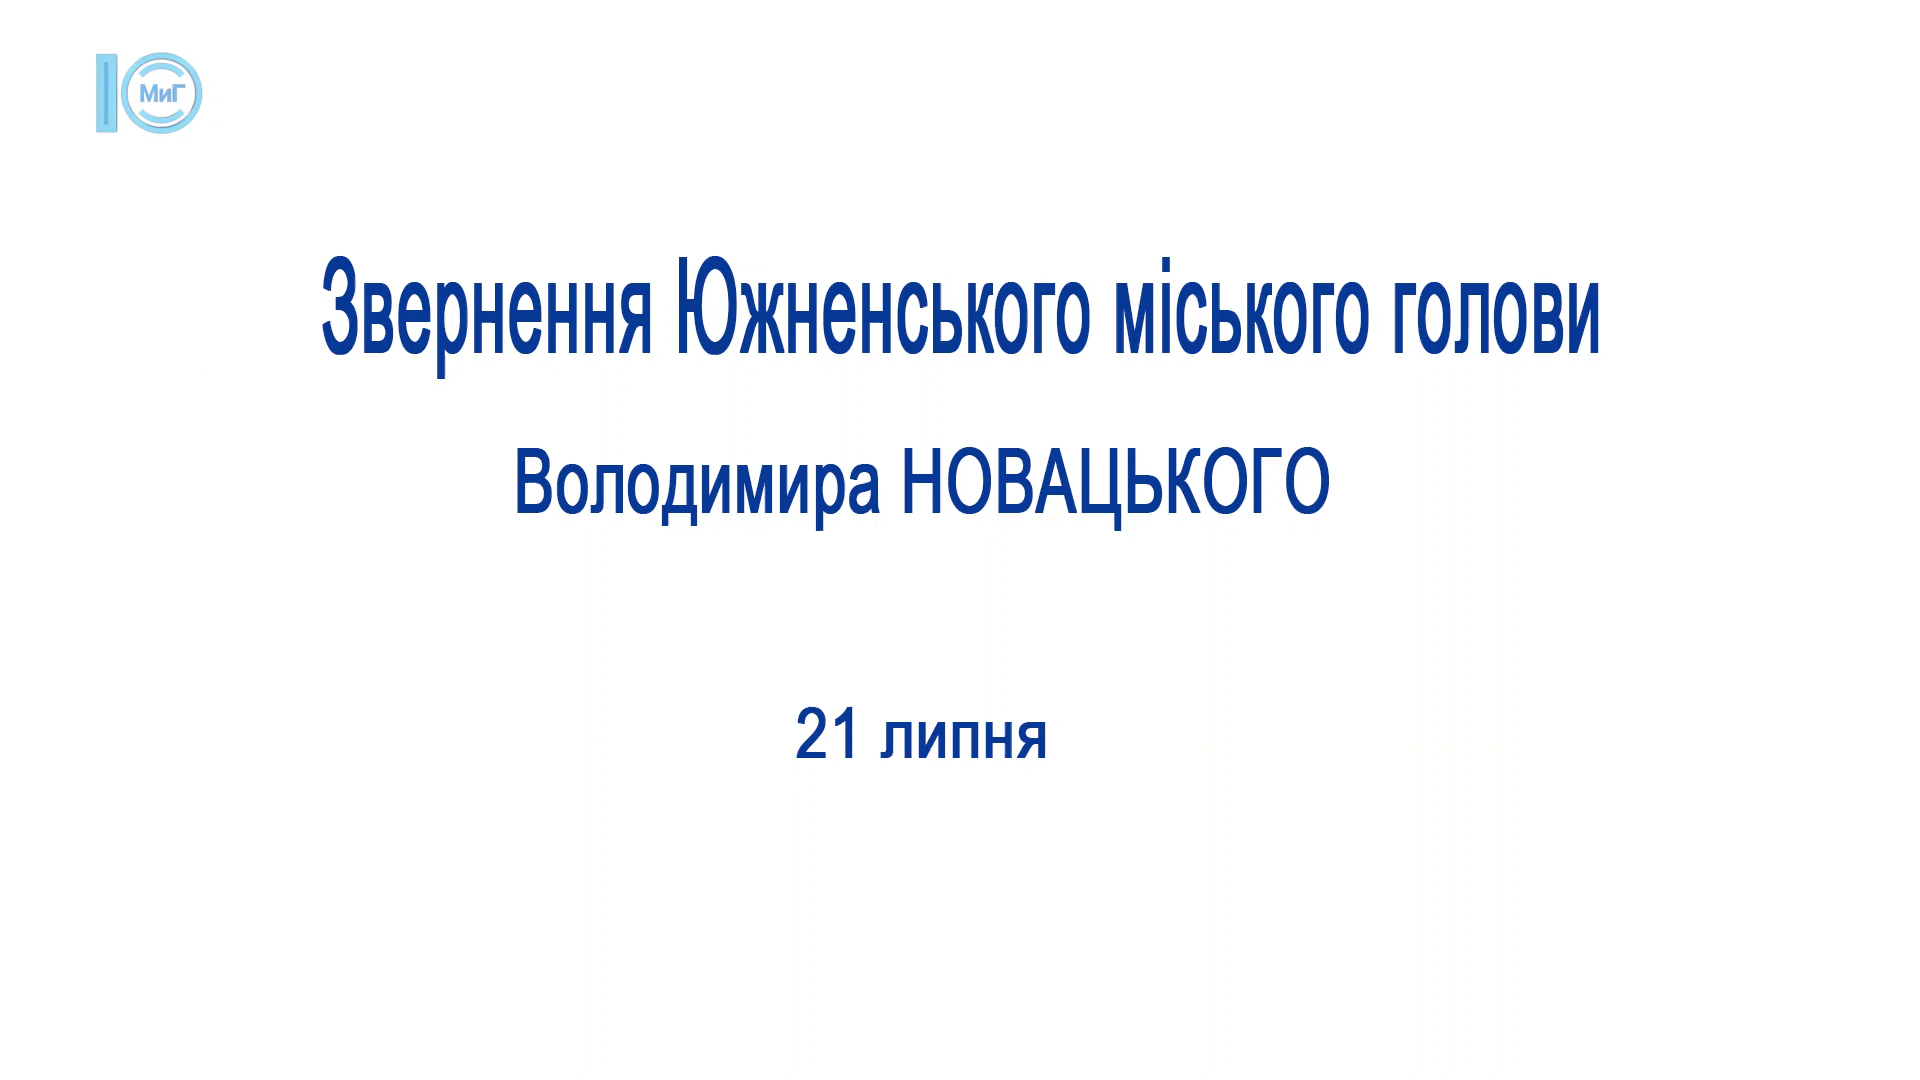 МиГ
Звернення Южненського міського голови
Володимира НОВАЦЬКОГО
21 липня